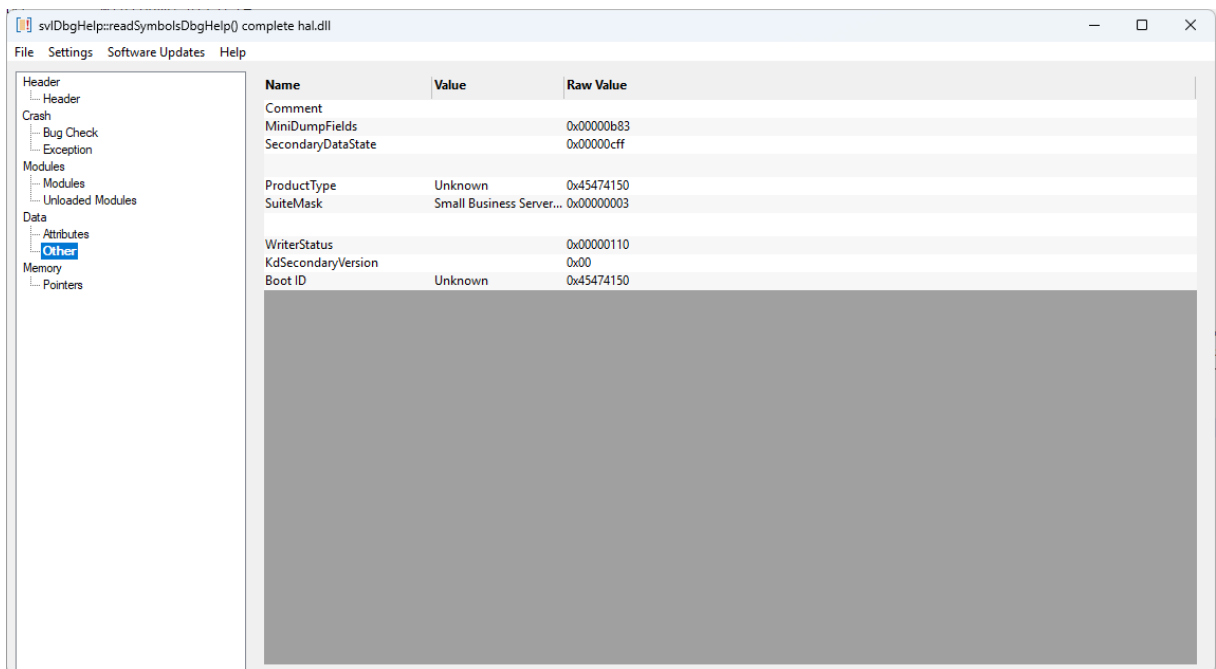 svlDbgHelp::readSymbolsDbgHelp() complete hal.dll
File Settings Software Updates Help
Header
Header
Crash
Bug Check
Exception
Modules
Modules
Unloaded Modules
Data
Attributes
Other
Memory
Pointers
Name Value Raw Value
Comment
MiniDumpFields 0x00000b83
SecondaryDataState 0x00000cff
ProductType Unknown 0x45474150
SuiteMask Small Business Server... 0x00000003
WriterStatus 0x00000110
KdSecondaryVersion 0x00
Boot ID Unknown 0x45474150